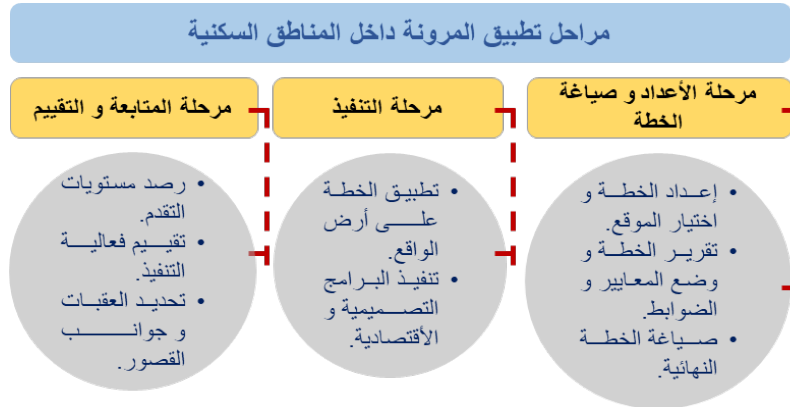 مراحل تطبيق المرونة داخل المناطق السكنية
مرحلة الأعداد و صياغة
الخطة
• إعداد الخطة و
اختيار الموقع.
• تقرير الخطة و
وضع المعايير و
الضوابط.
• صياغة الخطة
النهائية.
مرحلة التنفيذ
• تطبيق الخطة
على أرض
الواقع.
• تنفيذ البرامج
التصميمية و
الأقتصادية.
مرحلة المتابعة و التقييم
• رصد مستويات
التقدم.
• تقييم فعالية
التنفيذ.
• تحديد العقبات
و جوانب
القصور.